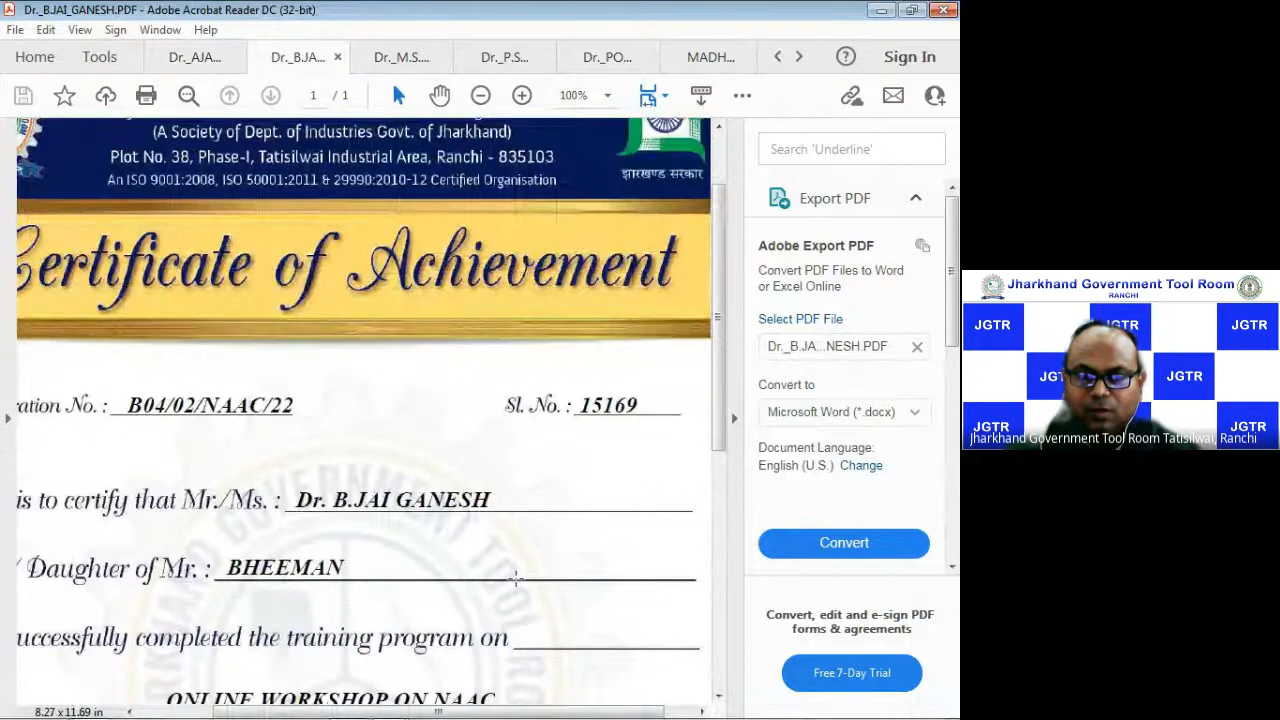 Dr._B.JAI_GANESH.PDF - Adobe Acrobat Reader DC (32-bit)
File Edit View Sign Window Help
Home Tools Dr._AJA... Dr._B.JA... Dr._M.S.... Dr._P.S... Dr._PO... MADH... Sign In
1 / 1 100%
(A Society of Dept. of Industries Govt. of Jharkhand)
Plot No. 38, Phase-I, Tatisilwai Industrial Area, Ranchi - 835103
An ISO 9001:2008, ISO 50001:2011 & 29990:2010-12 Certified Organisation
झारखण्ड सरकार
Certificate of Achievement
ration No. : B04/02/NAAC/22 Sl. No. : 15169
is to certify that Mr./Ms. : Dr. B.JAI GANESH
/ Daughter of Mr. : BHEEMAN
uccessfully completed the training program on
ONLINE WORKSHOP ON NAAC
8.27 x 11.69 in
Search 'Underline'
Export PDF
Adobe Export PDF
Convert PDF Files to Word
or Excel Online
Select PDF File
Dr._B.JA...NESH.PDF
Convert to
Microsoft Word (*.docx)
Document Language:
English (U.S.) Change
Convert
Convert, edit and e-sign PDF
forms & agreements
Free 7-Day Trial
Jharkhand Government Tool Room
RANCHI
JGTR JGTR JGTR
JGT JGTR
JGTR JGTR
Jharkhand Government Tool Room Tatisilwai, Ranchi